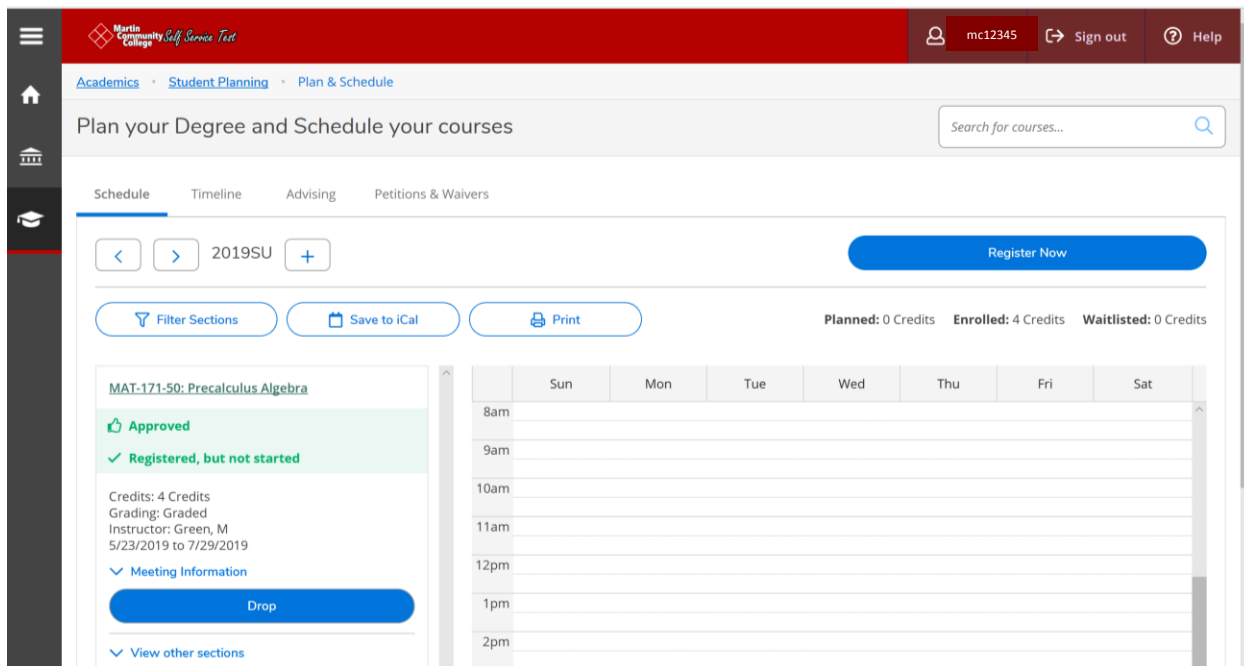 Martin
Community
College
Self Service Test
mc12345
Sign out
Help
Academics
Student Planning
Plan & Schedule
Plan your Degree and Schedule your courses
Search for courses...
Schedule
Timeline
Advising
Petitions & Waivers
2019SU
Register Now
Filter Sections
Save to iCal
Print
Planned: 0 Credits
Enrolled: 4 Credits
Waitlisted: 0 Credits
MAT-171-50: Precalculus Algebra
Approved
Registered, but not started
Credits: 4 Credits
Grading: Graded
Instructor: Green, M
5/23/2019 to 7/29/2019
Meeting Information
Drop
View other sections
Sun
Mon
Tue
Wed
Thu
Fri
Sat
8am
9am
10am
11am
12pm
1pm
2pm